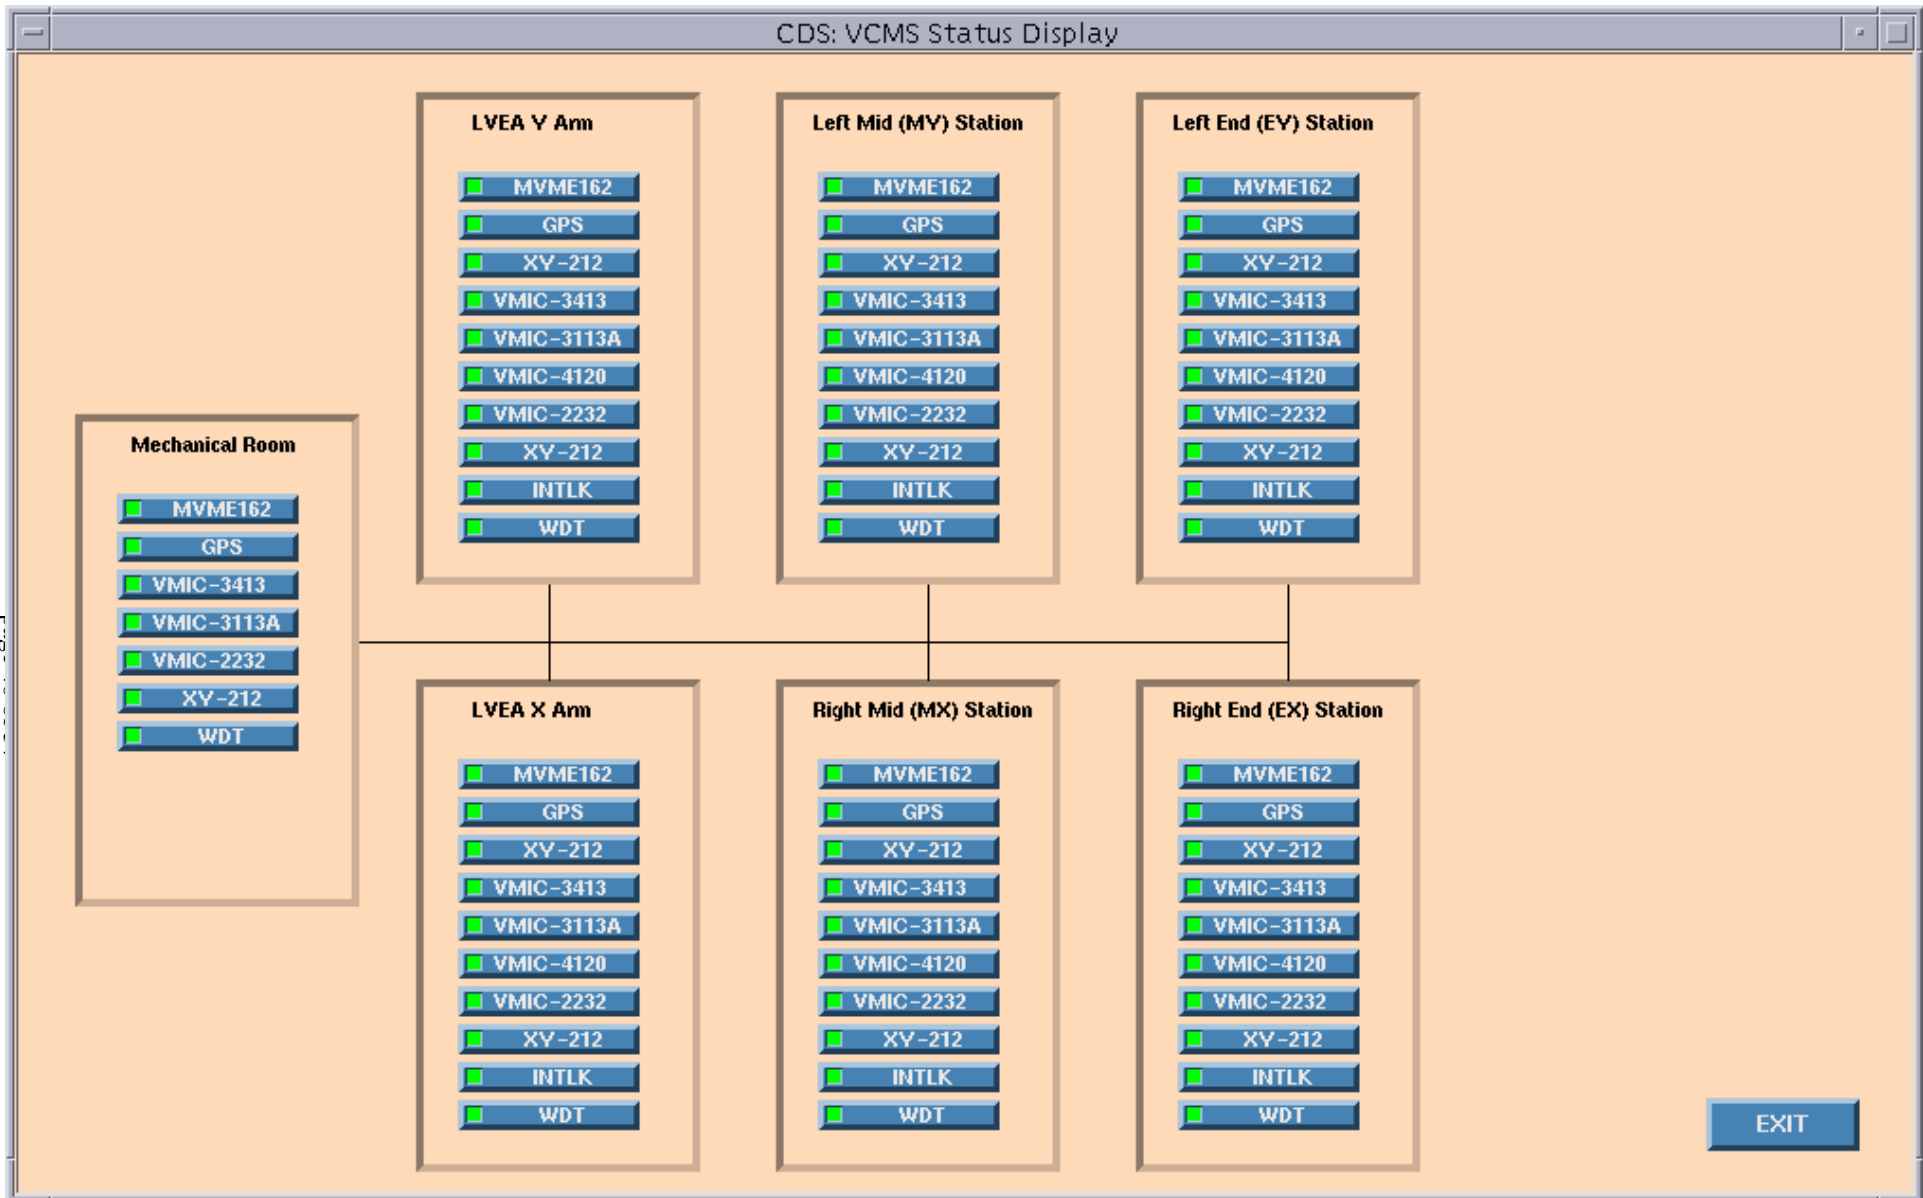 CDS: VCMS Status Display
LVEA Y Arm
MVME162
GPS
XY-212
VMIC-3413
VMIC-3113A
VMIC-4120
VMIC-2232
XY-212
INTLK
WDT
Left Mid (MY) Station
MVME162
GPS
XY-212
VMIC-3413
VMIC-3113A
VMIC-4120
VMIC-2232
XY-212
INTLK
WDT
Left End (EY) Station
MVME162
GPS
XY-212
VMIC-3413
VMIC-3113A
VMIC-4120
VMIC-2232
XY-212
INTLK
WDT
Mechanical Room
MVME162
GPS
VMIC-3413
VMIC-3113A
VMIC-2232
XY-212
WDT
LVEA X Arm
MVME162
GPS
XY-212
VMIC-3413
VMIC-3113A
VMIC-4120
VMIC-2232
XY-212
INTLK
WDT
Right Mid (MX) Station
MVME162
GPS
XY-212
VMIC-3413
VMIC-3113A
VMIC-4120
VMIC-2232
XY-212
INTLK
WDT
Right End (EX) Station
MVME162
GPS
XY-212
VMIC-3413
VMIC-3113A
VMIC-4120
VMIC-2232
XY-212
INTLK
WDT
EXIT